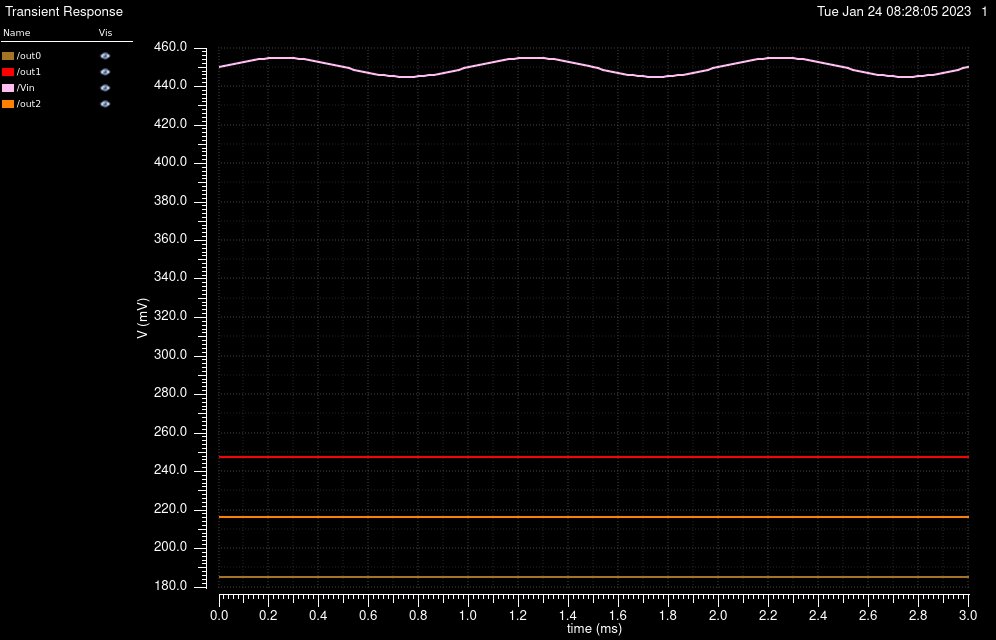 Transient Response
Tue Jan 24 08:28:05 2023 1
Name Vis
/out0
/out1
/Vin
/out2
460.0
440.0
420.0
400.0
380.0
360.0
340.0
320.0
300.0
280.0
260.0
240.0
220.0
200.0
180.0
V (mV)
0.0 0.2 0.4 0.6 0.8 1.0 1.2 1.4 1.6 1.8 2.0 2.2 2.4 2.6 2.8 3.0
time (ms)